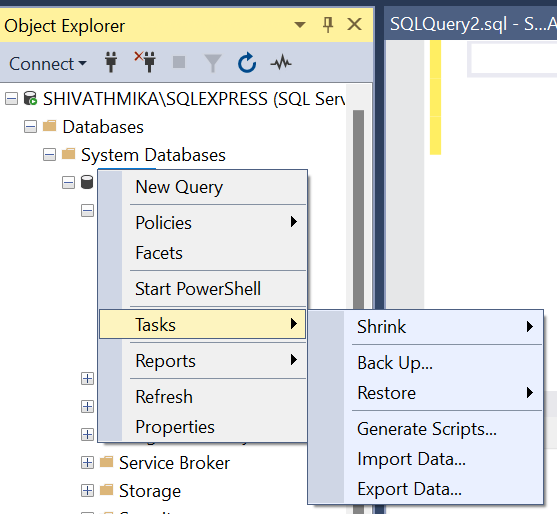 Object Explorer
SQLQuery2.sql - S...A
Connect
SHIVATHMIKA\SQLEXPRESS (SQL Serv
Databases
System Databases
New Query
Policies
Facets
Start PowerShell
Tasks
Reports
Refresh
Properties
Shrink
Back Up...
Restore
Generate Scripts...
Import Data...
Export Data...
Service Broker
Storage